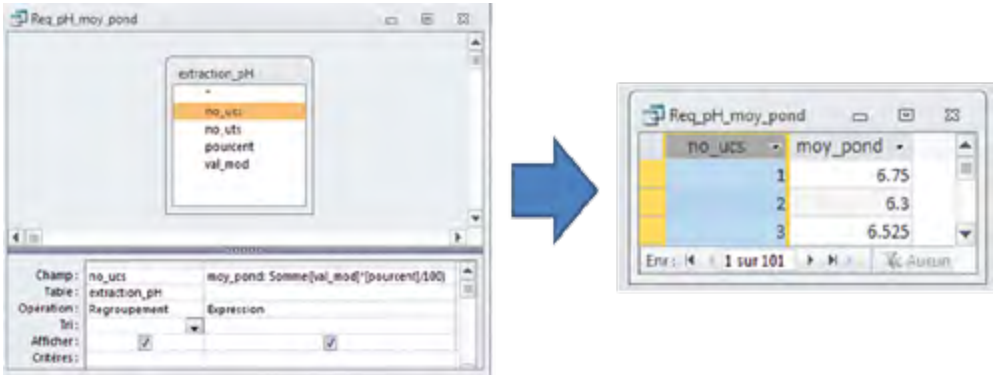 Req_pH_moy_pond
extraction_pH
*
no_ucs
no_uts
pourcent
val_mod
Champ : no_ucs moy_pond: Somme([val_mod]*[pourcent]/100)
Table : extraction_pH
Opération : Regroupement Expression
Tri :
Afficher :
Critères :
Req_pH_moy_pond
no_ucs moy_pond
1 6.75
2 6.3
3 6.525
Enr : 1 sur 101 Aucun